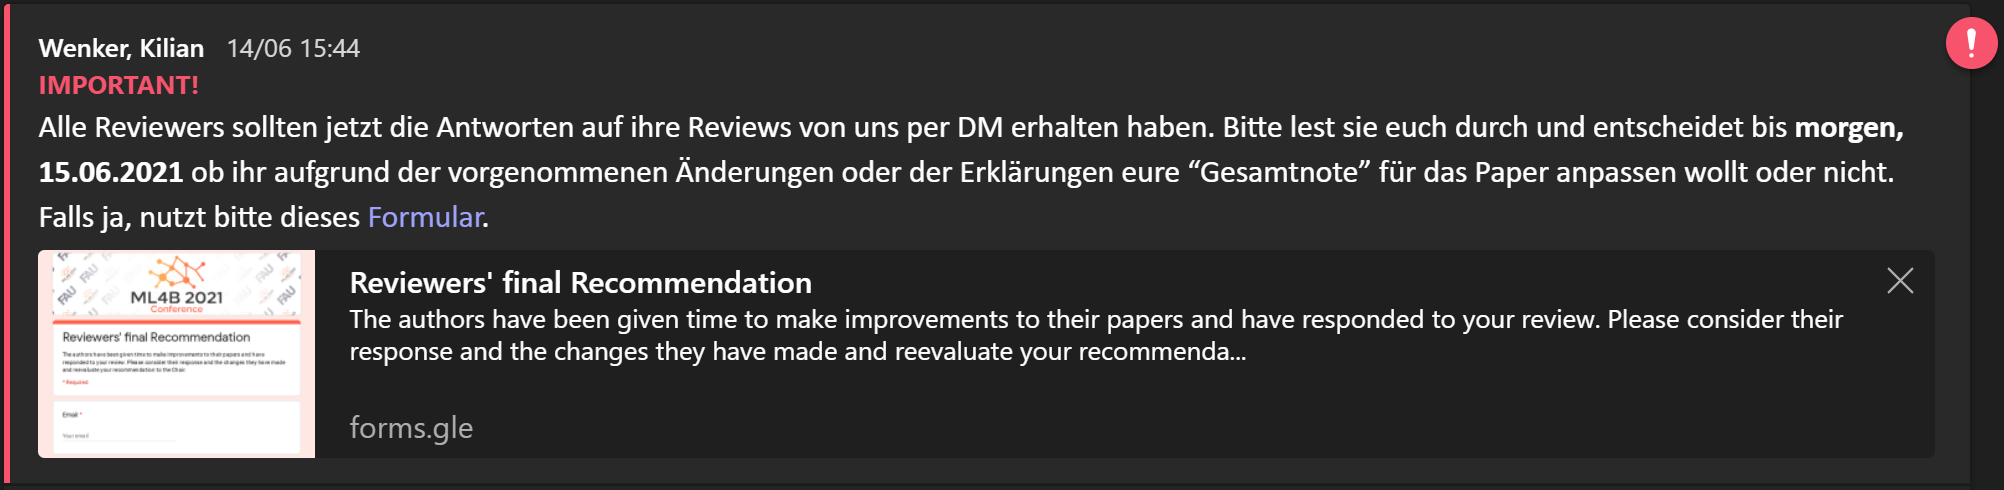 Wenker, Kilian 14/06 15:44
IMPORTANT!
Alle Reviewers sollten jetzt die Antworten auf ihre Reviews von uns per DM erhalten haben. Bitte lest sie euch durch und entscheidet bis morgen,
15.06.2021 ob ihr aufgrund der vorgenommenen Änderungen oder der Erklärungen eure “Gesamtnote” für das Paper anpassen wollt oder nicht.
Falls ja, nutzt bitte dieses Formular.
FAU FAU FAU FAU
ML4B 2021
Conference
Reviewers' final Recommendation
The authors have been given time to make improvements to their papers and have
responded to your review. Please consider their response and the changes they have made
and reevaluate your recommendation to the Chair.
* Required
Email *
Your email
Reviewers' final Recommendation
The authors have been given time to make improvements to their papers and have responded to your review. Please consider their
response and the changes they have made and reevaluate your recommenda...
forms.gle